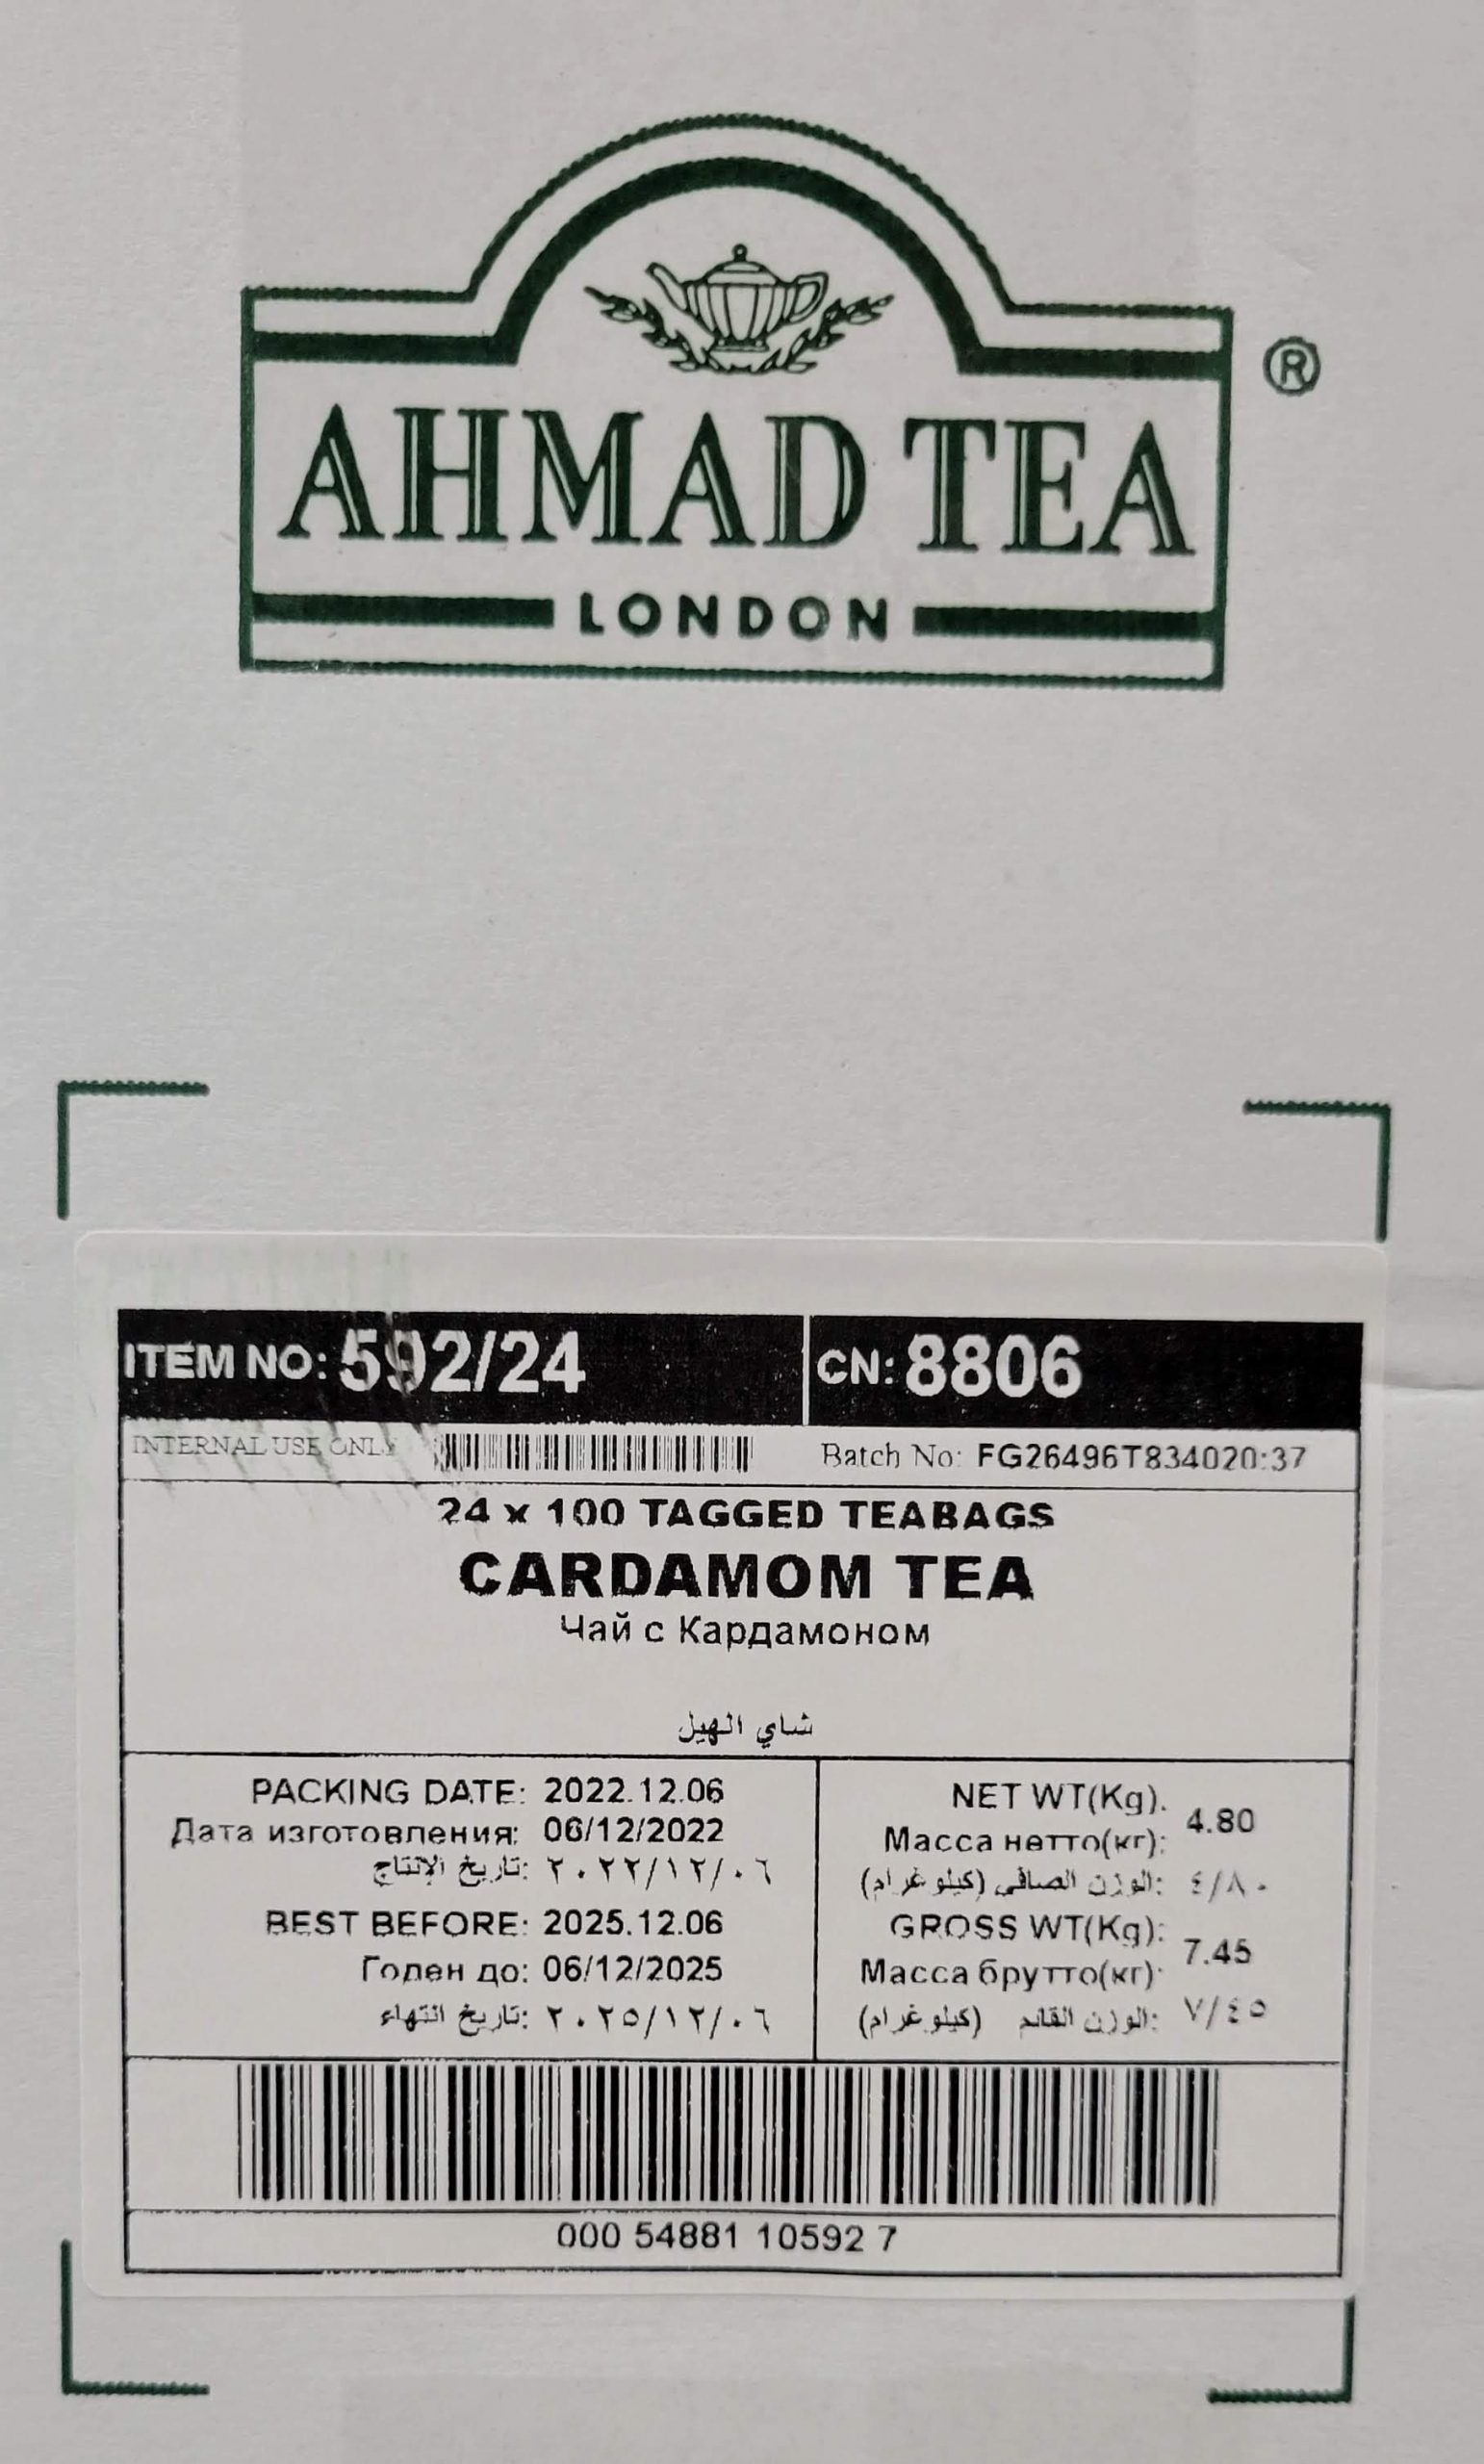 ®
AHMAD TEA
LONDON
ITEM NO: 592/24 CN: 8806
INTERNAL USE ONLY Batch No: FG26496T834020:37
24 x 100 TAGGED TEABAGS
CARDAMOM TEA
Чай с Кардамоном
شاي الهيل
PACKING DATE: 2022.12.06
Дата изготовления: 06/12/2022
تاريخ الإنتاج: ٢٠٢٢/١٢/٠٦
BEST BEFORE: 2025.12.06
Годен до: 06/12/2025
تاريخ انتهاء: ٢٠٢٥/١٢/٠٦
NET WT(Kg). 4.80
Масса нетто(кг):
الوزن الصافي (كيلو غرام): ٤/٨٠
GROSS WT(Kg): 7.45
Масса брутто(кг):
الوزن القائم (كيلو غرام): ٧/٤٥
000 54881 10592 7